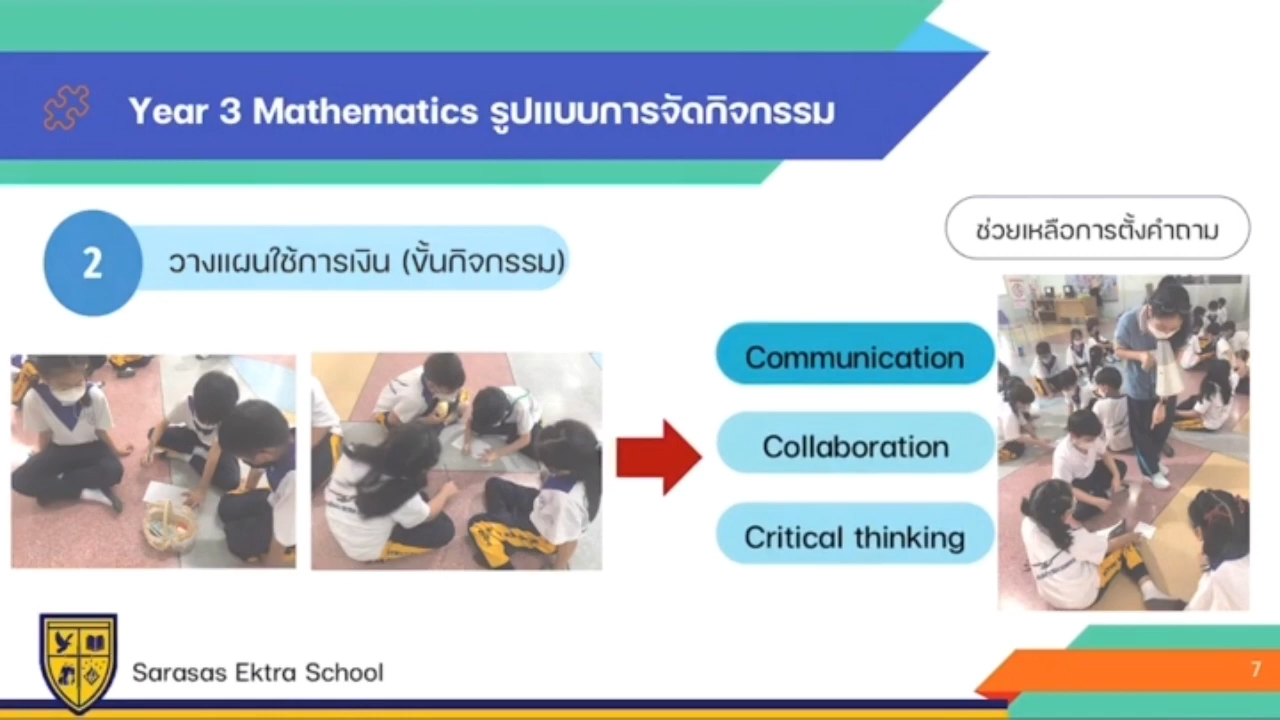 Year 3 Mathematics รูปแบบการจัดกิจกรรม
2
วางแผนใช้การเงิน (ขั้นกิจกรรม)
ช่วยเหลือการตั้งคำถาม
Communication
Collaboration
Critical thinking
Sarasas Ektra School
7